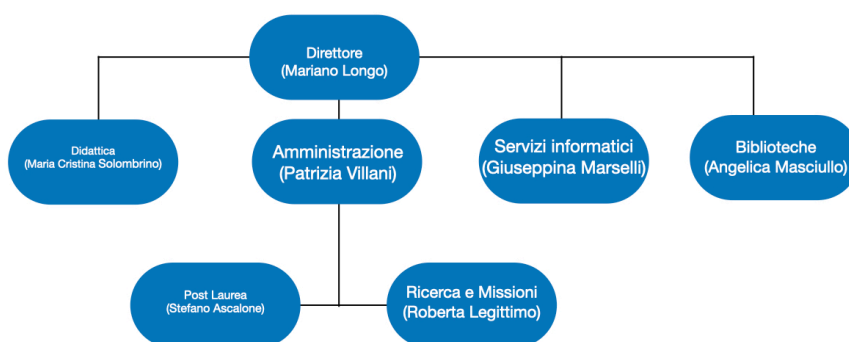 Direttore
(Mariano Longo)
Didattica
(Maria Cristina Solombrino)
Amministrazione
(Patrizia Villani)
Servizi informatici
(Giuseppina Marselli)
Biblioteche
(Angelica Masciullo)
Post Laurea
(Stefano Ascalone)
Ricerca e Missioni
(Roberta Legittimo)